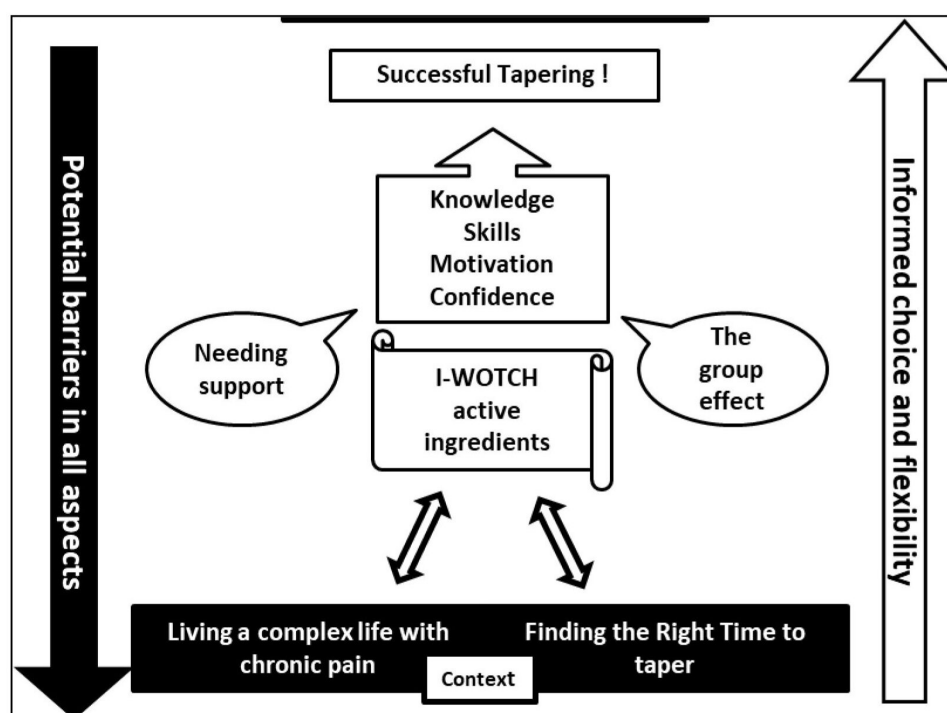 Successful Tapering !
Potential barriers in all aspects
Informed choice and flexibility
Knowledge
Skills
Motivation
Confidence
Needing
support
The
group
effect
I-WOTCH
active
ingredients
Living a complex life with
chronic pain
Finding the Right Time to
taper
Context